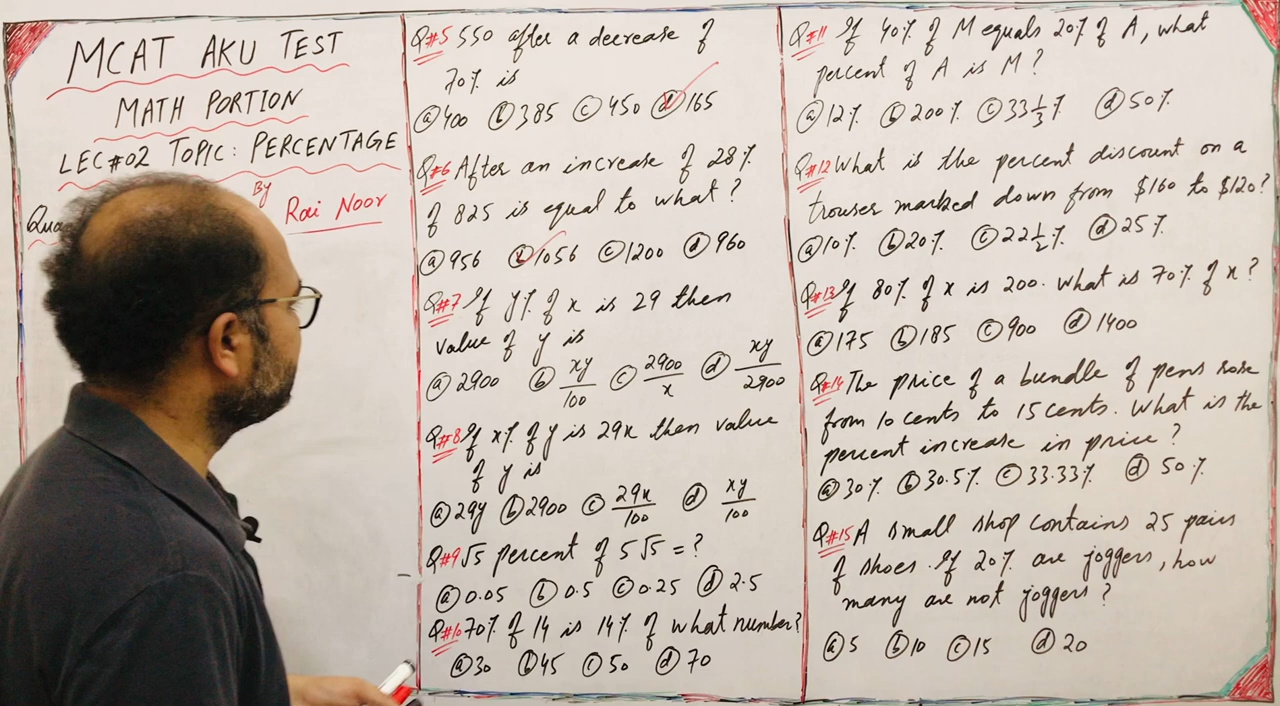 MCAT AKU TEST
MATH PORTION
LEC#02 TOPIC: PERCENTAGE
By
Rai Noor
Q#5 550 after a decrease of
70% is
ⓐ 400 ⓑ 385 ⓒ 450 ⓓ 165
Q#6 After an increase of 28%
of 825 is equal to what?
ⓐ 956 ⓑ 1056 ⓒ 1200 ⓓ 960
Q#7 If y% of x is 29 then
value of y is
ⓐ 2900 ⓑ xy/100 ⓒ 2900/x ⓓ xy/2900
Q#8 If x% of y is 29x then value
of y is
ⓐ 29y ⓑ 2900 ⓒ 29x/100 ⓓ xy/100
Q#9 √5 percent of 5√5 = ?
ⓐ 0.05 ⓑ 0.5 ⓒ 0.25 ⓓ 2.5
Q#10 70% of 14 is 14% of what number?
ⓐ 30 ⓑ 45 ⓒ 50 ⓓ 70
Q#11 If 40% of M equals 20% of A, what
percent of A is M?
ⓐ 12% ⓑ 200% ⓒ 33 1/3 % ⓓ 50%
Q#12 What is the percent discount on a
trouser marked down from $160 to $120?
ⓐ 10% ⓑ 20% ⓒ 22 1/2 % ⓓ 25%
Q#13 If 80% of x is 200. What is 70% of x?
ⓐ 175 ⓑ 185 ⓒ 900 ⓓ 1400
Q#14 The price of a bundle of pens rose
from 10 cents to 15 cents. What is the
percent increase in price?
ⓐ 30% ⓑ 30.5% ⓒ 33.33% ⓓ 50%
Q#15 A small shop contains 25 pairs
of shoes. If 20% are joggers, how
many are not joggers?
ⓐ 5 ⓑ 10 ⓒ 15 ⓓ 20